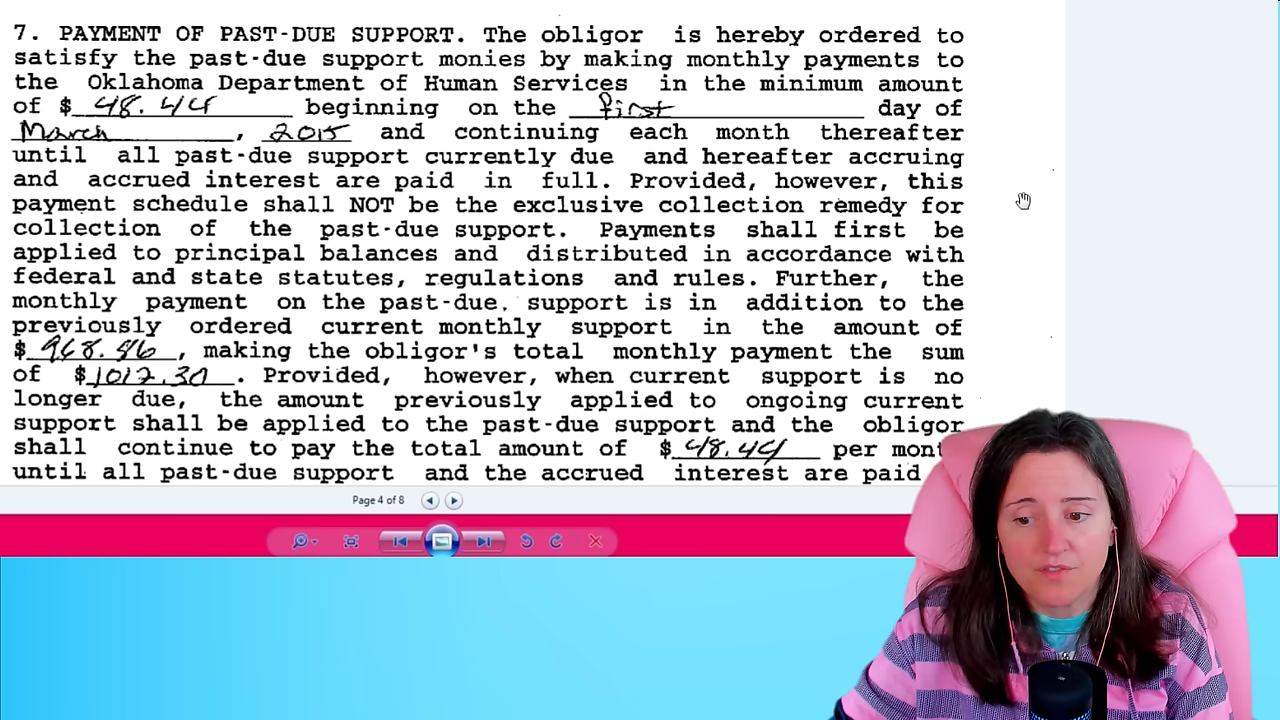 7. PAYMENT OF PAST-DUE SUPPORT. The obligor is hereby ordered to
satisfy the past-due support monies by making monthly payments to
the Oklahoma Department of Human Services in the minimum amount
of $ 48.44 beginning on the first day of
March, 2015 and continuing each month thereafter
until all past-due support currently due and hereafter accruing
and accrued interest are paid in full. Provided, however, this
payment schedule shall NOT be the exclusive collection remedy for
collection of the past-due support. Payments shall first be
applied to principal balances and distributed in accordance with
federal and state statutes, regulations and rules. Further, the
monthly payment on the past-due support is in addition to the
previously ordered current monthly support in the amount of
$ 968.86, making the obligor's total monthly payment the sum
of $1017.30. Provided, however, when current support is no
longer due, the amount previously applied to ongoing current
support shall be applied to the past-due support and the obligor
shall continue to pay the total amount of $ 48.44 per month
until all past-due support and the accrued interest are paid
Page 4 of 8